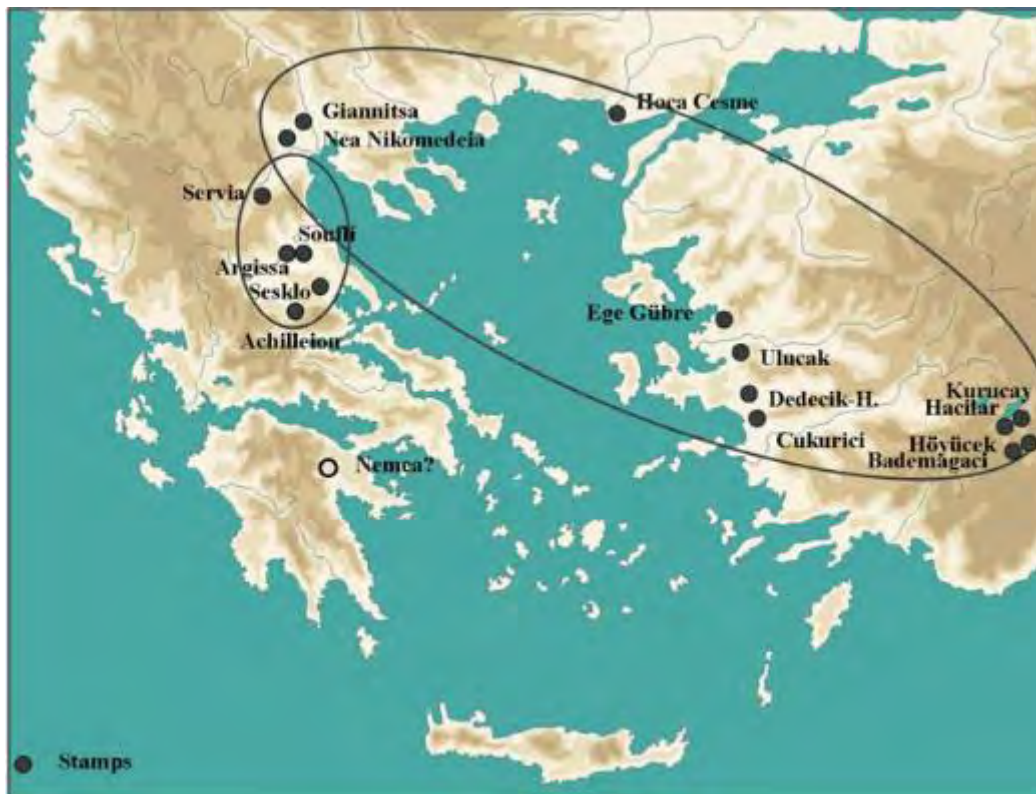 Giannitsa
Hoca Cesme
Nea Nikomedeia
Servia
Soufli
Argissa
Sesklo
Achilleion
Ege Gübre
Ulucak
Dedecik-H.
Cukurici
Kurucay
Hacilar
Höyücek
Bademagaci
Nemea?
Stamps